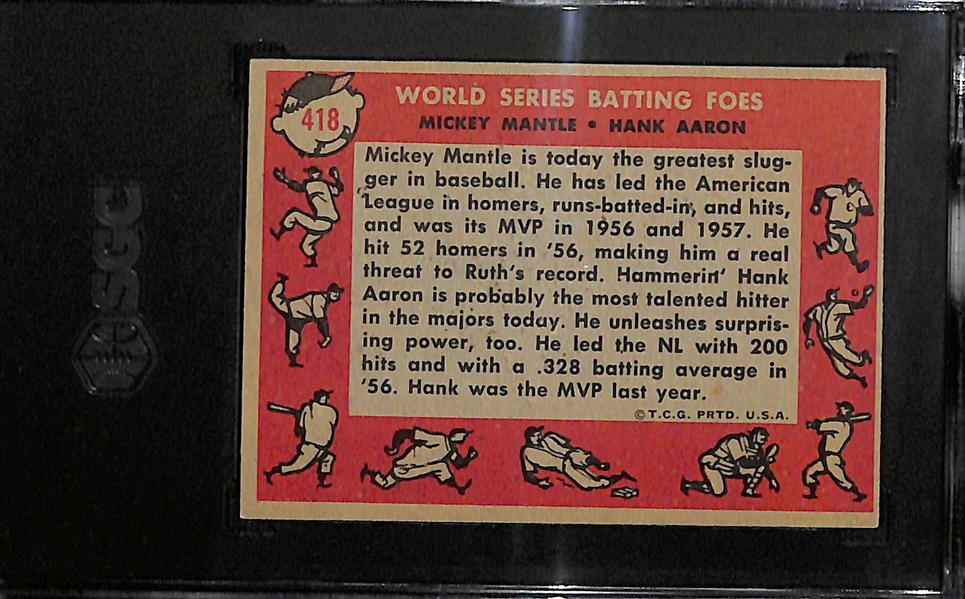 SGC
418
WORLD SERIES BATTING FOES
MICKEY MANTLE • HANK AARON
Mickey Mantle is today the greatest slug-
ger in baseball. He has led the American
League in homers, runs-batted-in, and hits,
and was its MVP in 1956 and 1957. He
hit 52 homers in '56, making him a real
threat to Ruth's record. Hammerin' Hank
Aaron is probably the most talented hitter
in the majors today. He unleashes surpris-
ing power, too. He led the NL with 200
hits and with a .328 batting average in
'56. Hank was the MVP last year.
©T.C.G. PRTD. U.S.A.